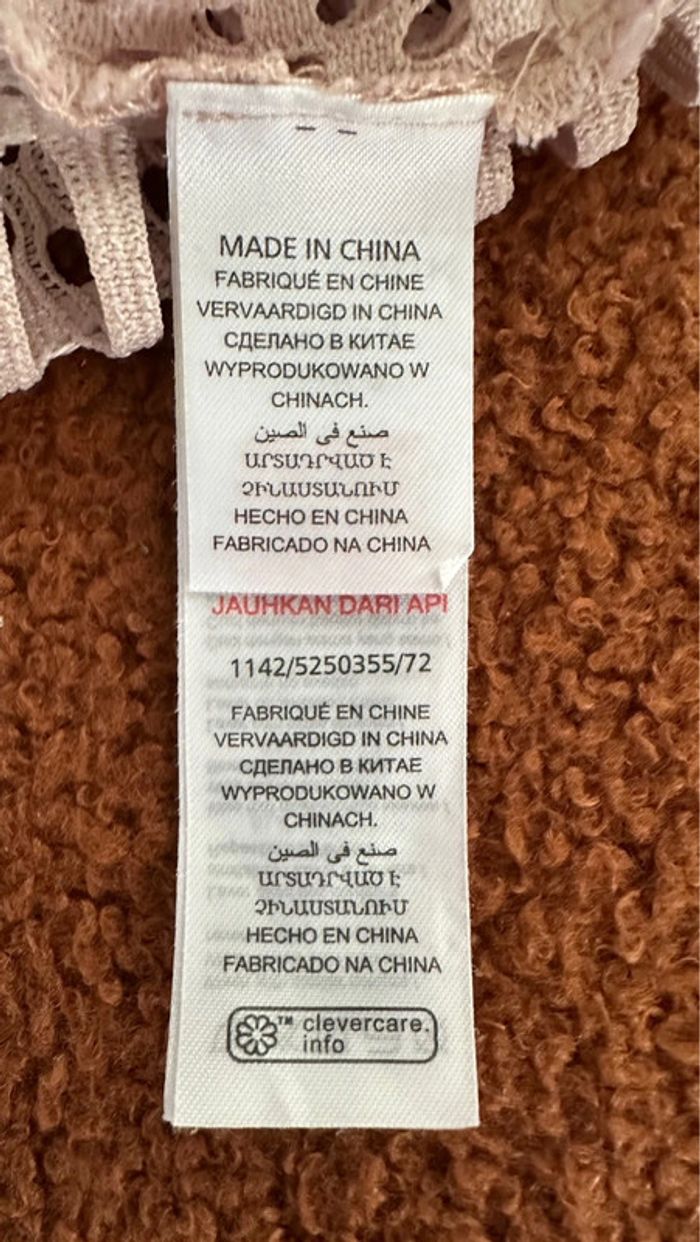 MADE IN CHINA
FABRIQUÉ EN CHINE
VERVAARDIGD IN CHINA
СДЕЛАНО В КИТАЕ
WYPRODUKOWANO W
CHINACH.
صنع في الصين
ԱՐՏԱԴՐՎԱԾ Է
ՉԻՆԱՍՏԱՆՈՒՄ
HECHO EN CHINA
FABRICADO NA CHINA
JAUHKAN DARI API
1142/5250355/72
FABRIQUÉ EN CHINE
VERVAARDIGD IN CHINA
СДЕЛАНО В КИТАЕ
WYPRODUKOWANO W
CHINACH.
صنع في الصين
ԱՐՏԱԴՐՎԱԾ Է
ՉԻՆԱՍՏԱՆՈՒՄ
HECHO EN CHINA
FABRICADO NA CHINA
™ clevercare.
info